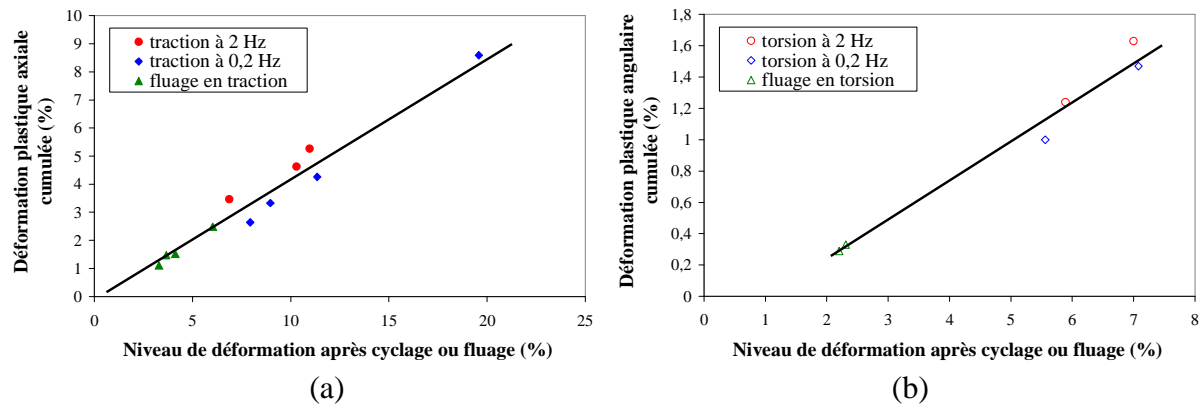 Déformation plastique axiale
cumulée (%)
10
9
8
7
6
5
4
3
2
1
0
traction à 2 Hz
traction à 0,2 Hz
fluage en traction
0 5 10 15 20 25
Niveau de déformation après cyclage ou fluage (%)
(a)
Déformation plastique angulaire
cumulée (%)
1,8
1,6
1,4
1,2
1
0,8
0,6
0,4
0,2
0
torsion à 2 Hz
torsion à 0,2 Hz
fluage en torsion
0 1 2 3 4 5 6 7 8
Niveau de déformation après cyclage ou fluage (%)
(b)